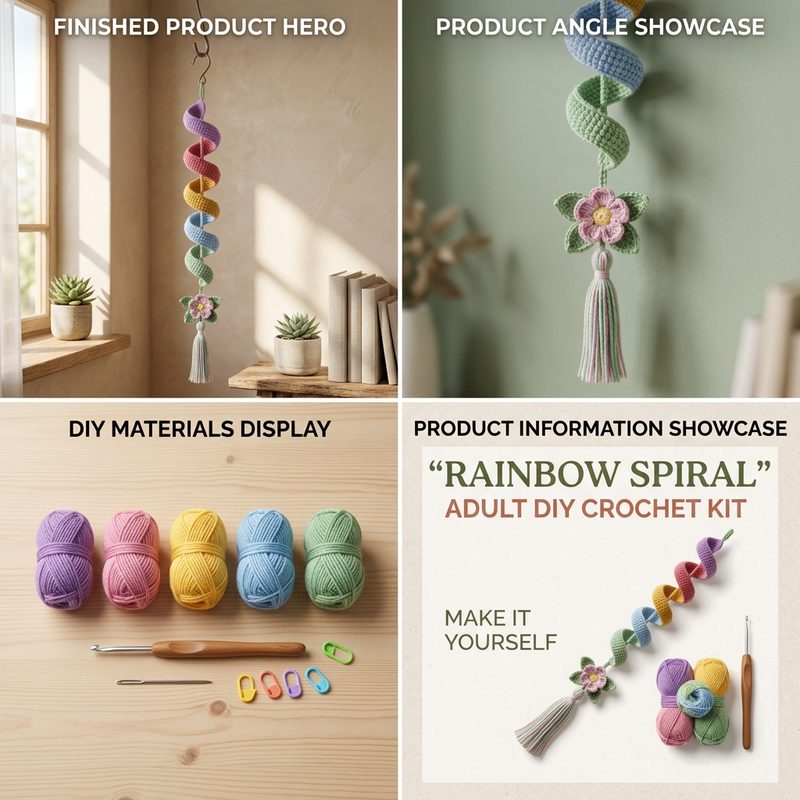 FINISHED PRODUCT HERO
PRODUCT ANGLE SHOWCASE
DIY MATERIALS DISPLAY
PRODUCT INFORMATION SHOWCASE
“RAINBOW SPIRAL”
ADULT DIY CROCHET KIT
MAKE IT
YOURSELF